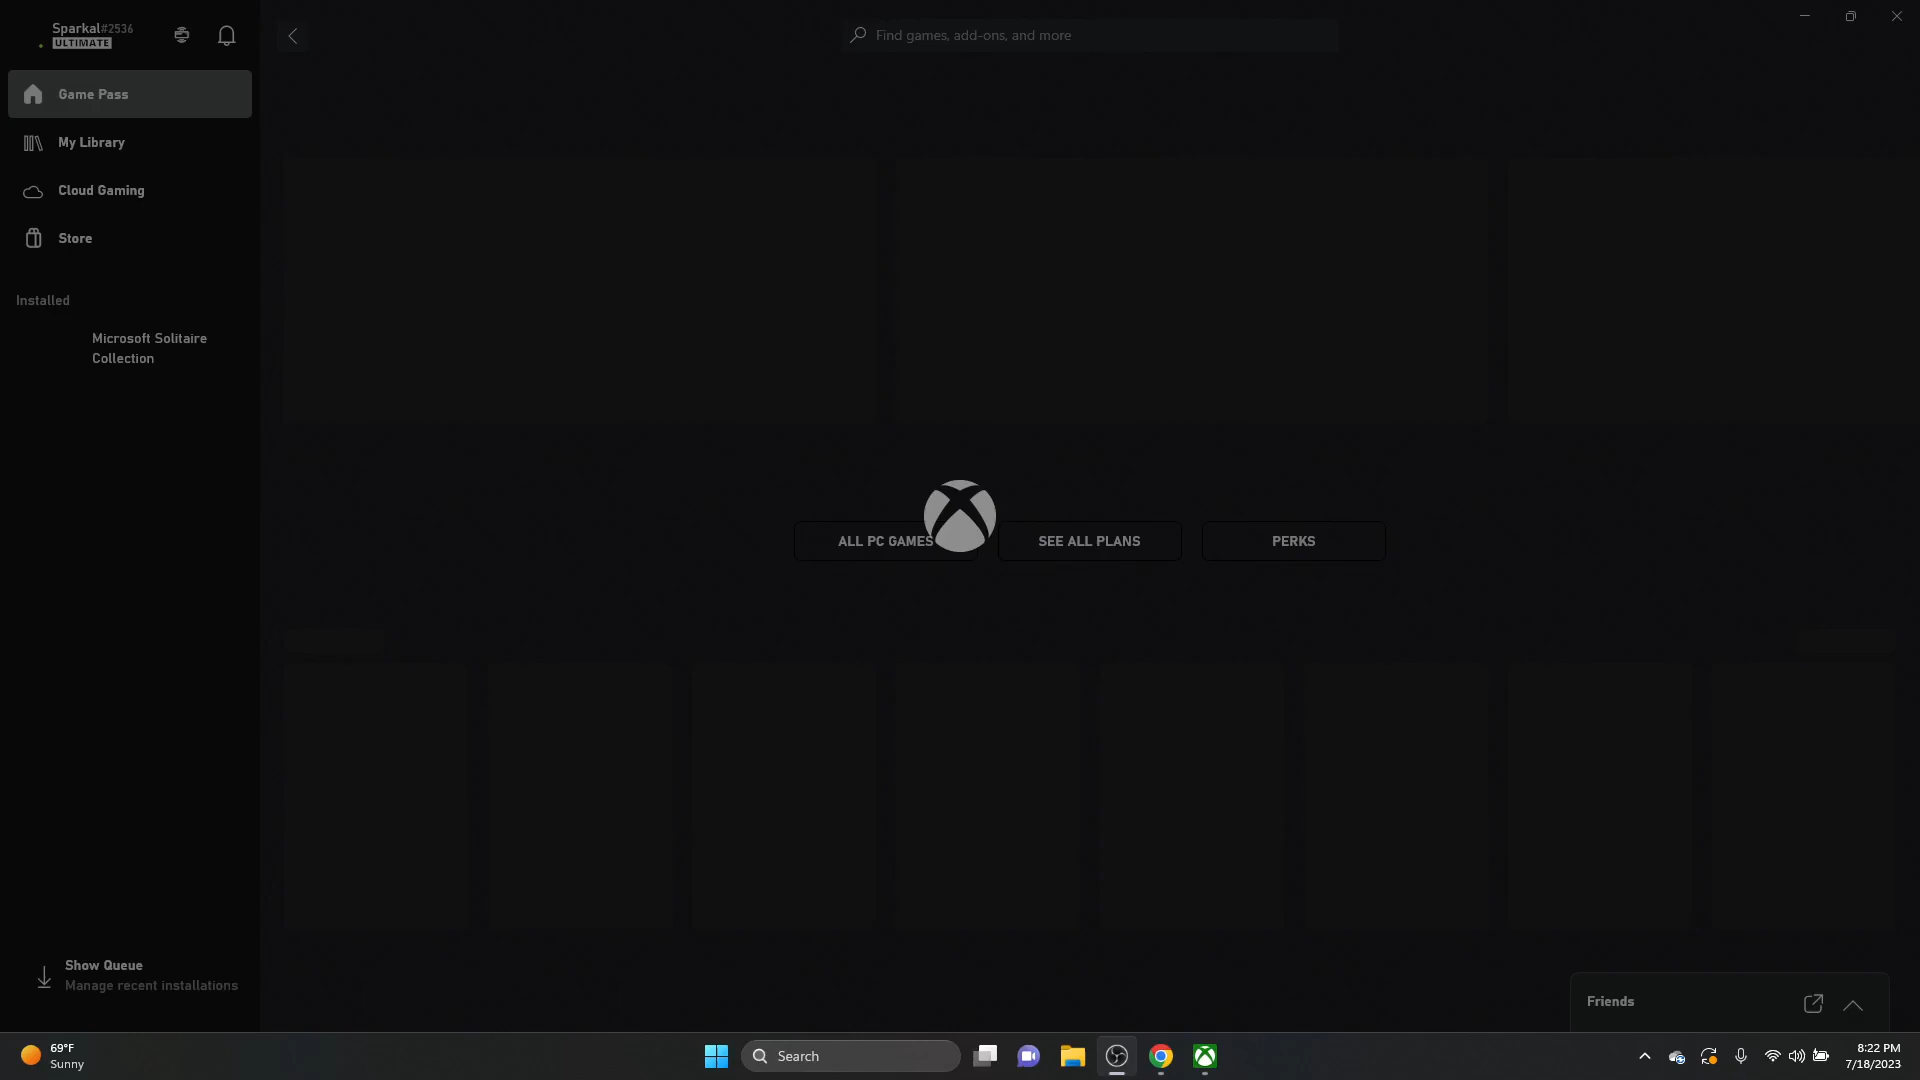 Sparkal#2536
ULTIMATE
Find games, add-ons, and more
Game Pass
My Library
Cloud Gaming
Store
Installed
Microsoft Solitaire
Collection
ALL PC GAMES
SEE ALL PLANS
PERKS
Show Queue
Manage recent installations
Friends
69°F
Sunny
Search
8:22 PM
7/18/2023